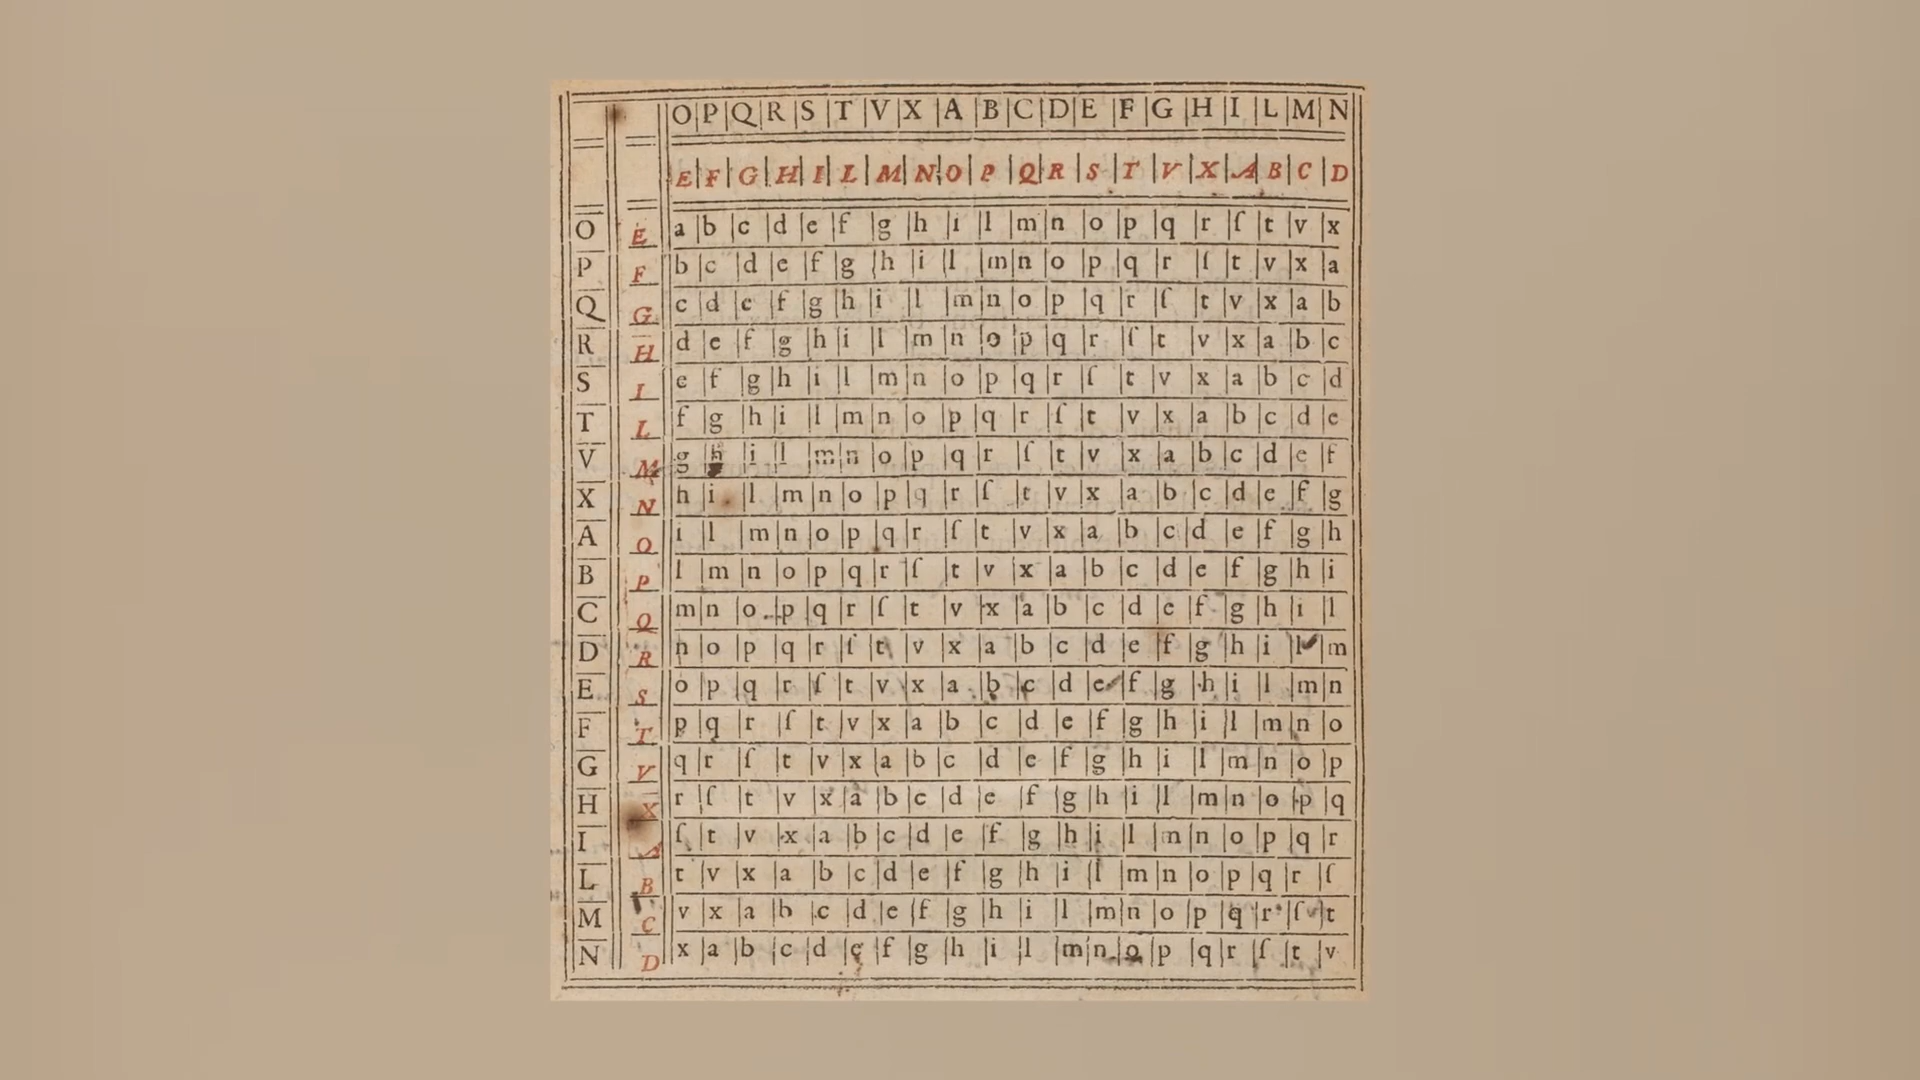 O P Q R S T V X A B C D E F G H I L M N
E F G H I L M N O P Q R S T V X A B C D
O E a b c d e f g h i l m n o p q r ſ t v x
P F b c d e f g h i l m n o p q r ſ t v x a
Q G c d e f g h i l m n o p q r ſ t v x a b
R H d e f g h i l m n o p q r ſ t v x a b c
S I e f g h i l m n o p q r ſ t v x a b c d
T L f g h i l m n o p q r ſ t v x a b c d e
V M g h i l m n o p q r ſ t v x a b c d e f
X N h i l m n o p q r ſ t v x a b c d e f g
A O i l m n o p q r ſ t v x a b c d e f g h
B P l m n o p q r ſ t v x a b c d e f g h i
C Q m n o p q r ſ t v x a b c d e f g h i l
D R n o p q r ſ t v x a b c d e f g h i l m
E S o p q r ſ t v x a b c d e f g h i l m n
F T p q r ſ t v x a b c d e f g h i l m n o
G V q r ſ t v x a b c d e f g h i l m n o p
H X r ſ t v x a b c d e f g h i l m n o p q
I A ſ t v x a b c d e f g h i l m n o p q r
L B t v x a b c d e f g h i l m n o p q r ſ
M C v x a b c d e f g h i l m n o p q r ſ t
N D x a b c d e f g h i l m n o p q r ſ t v